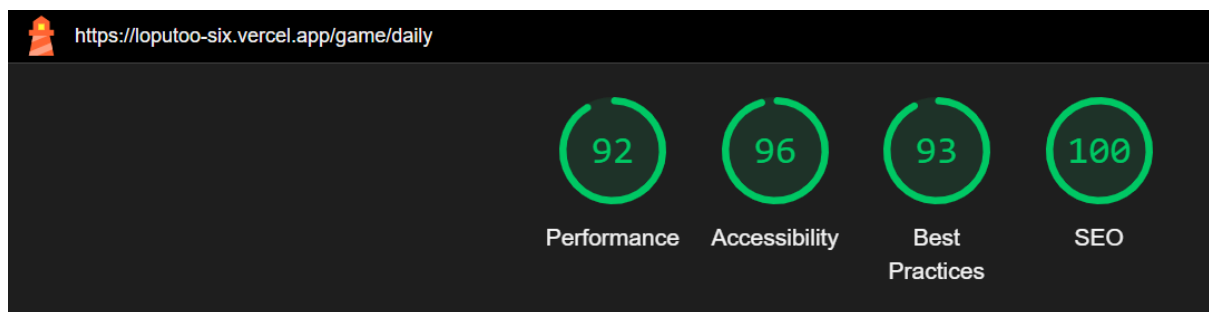 https://loputoo-six.vercel.app/game/daily
92 96 93 100
Performance Accessibility Best Practices SEO